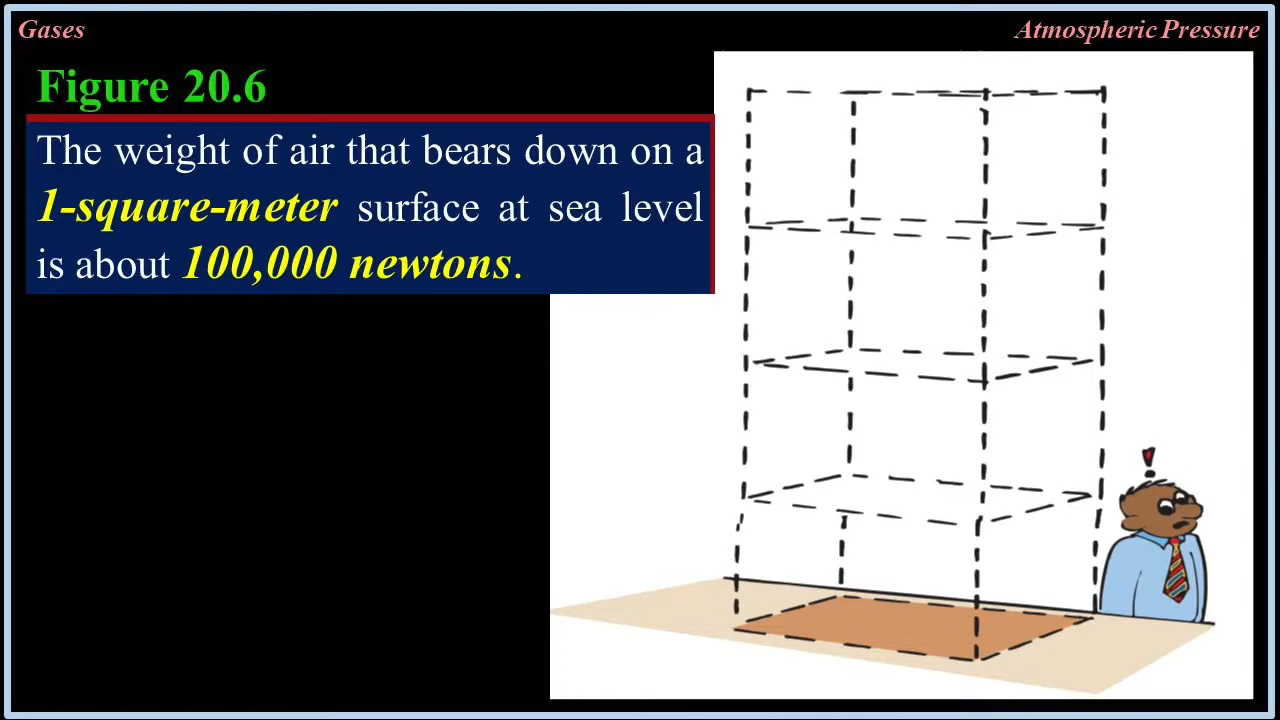 Gases
Atmospheric Pressure
Figure 20.6
The weight of air that bears down on a
1-square-meter surface at sea level
is about 100,000 newtons.
!